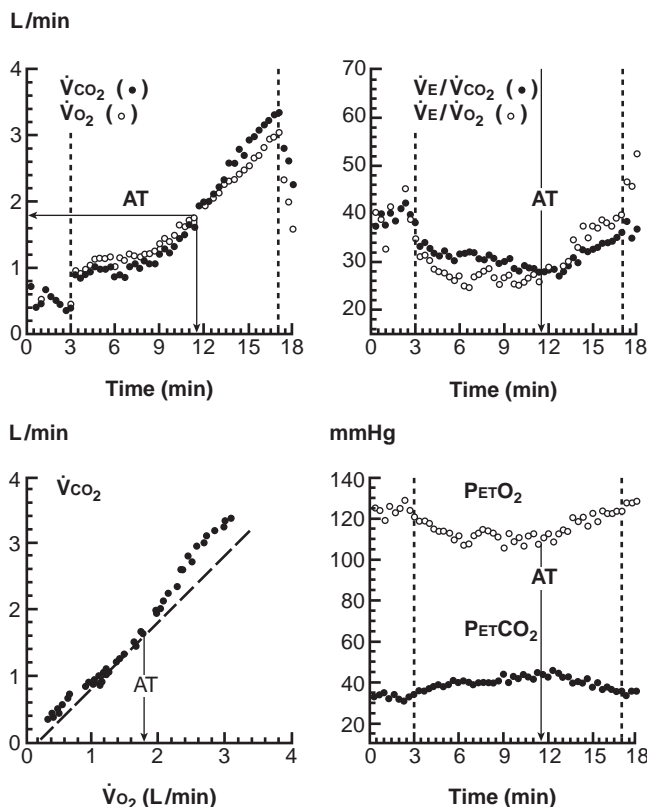 L/min
4
3
2
1
0
V̇CO₂ (●)
V̇O₂ (○)
AT
0 3 6 9 12 15 18
Time (min)
70
60
50
40
30
20
V̇E/V̇CO₂ (●)
V̇E/V̇O₂ (○)
AT
0 3 6 9 12 15 18
Time (min)
L/min
4
3
2
1
0
V̇CO₂
AT
0 1 2 3 4
V̇O₂ (L/min)
mmHg
140
120
100
80
60
40
20
PETO₂
AT
PETCO₂
0 3 6 9 12 15 18
Time (min)